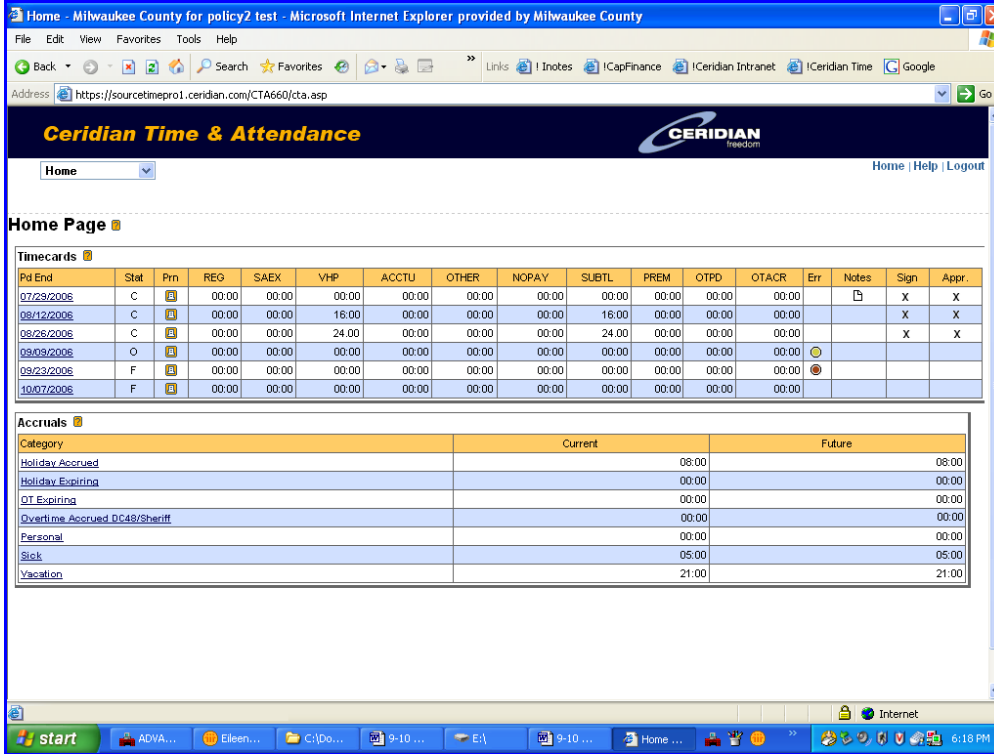 Home - Milwaukee County for policy2 test - Microsoft Internet Explorer provided by Milwaukee County
File Edit View Favorites Tools Help
Back Search Favorites » Links ! Inotes !CapFinance !Ceridian Intranet !Ceridian Time Google
Address https://sourcetimepro1.ceridian.com/CTA660/cta.asp Go
Ceridian Time & Attendance CERIDIAN freedom
Home Home | Help | Logout
Home Page ?
Timecards ?
Pd End Stat Prn REG SAEX VHP ACCTU OTHER NOPAY SUBTL PREM OTPD OTACR Err Notes Sign Appr.
07/29/2006 C 00:00 00:00 00:00 00:00 00:00 00:00 00:00 00:00 00:00 00:00 X X
08/12/2006 C 00:00 00:00 16:00 00:00 00:00 00:00 16:00 00:00 00:00 00:00 X X
08/26/2006 C 00:00 00:00 24.00 00:00 00:00 00:00 24.00 00:00 00:00 00:00 X X
09/09/2006 O 00:00 00:00 00:00 00:00 00:00 00:00 00:00 00:00 00:00 00:00
09/23/2006 F 00:00 00:00 00:00 00:00 00:00 00:00 00:00 00:00 00:00 00:00
10/07/2006 F 00:00 00:00 00:00 00:00 00:00 00:00 00:00 00:00 00:00 00:00
Accruals ?
Category Current Future
Holiday Accrued 08:00 08:00
Holiday Expiring 00:00 00:00
OT Expiring 00:00 00:00
Overtime Accrued DC48/Sheriff 00:00 00:00
Personal 00:00 00:00
Sick 05:00 05:00
Vacation 21:00 21:00
Internet
start ADVA... Eileen... C:\Do... 9-10 ... E:\ 9-10 ... Home ... » 6:18 PM